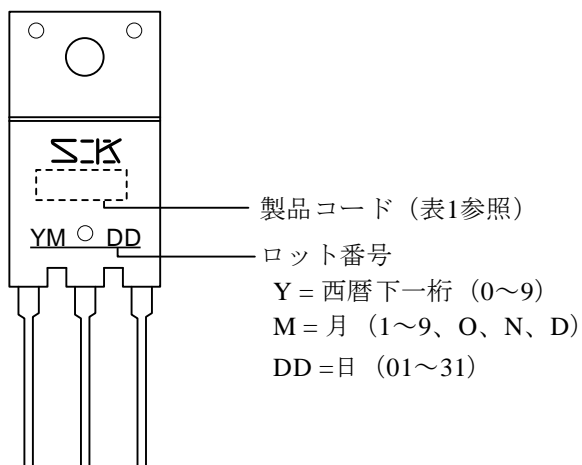 SK
製品コード（表1参照）
YM DD
ロット番号
Y = 西暦下一桁（0～9）
M = 月（1～9、O、N、D）
DD =日（01～31）